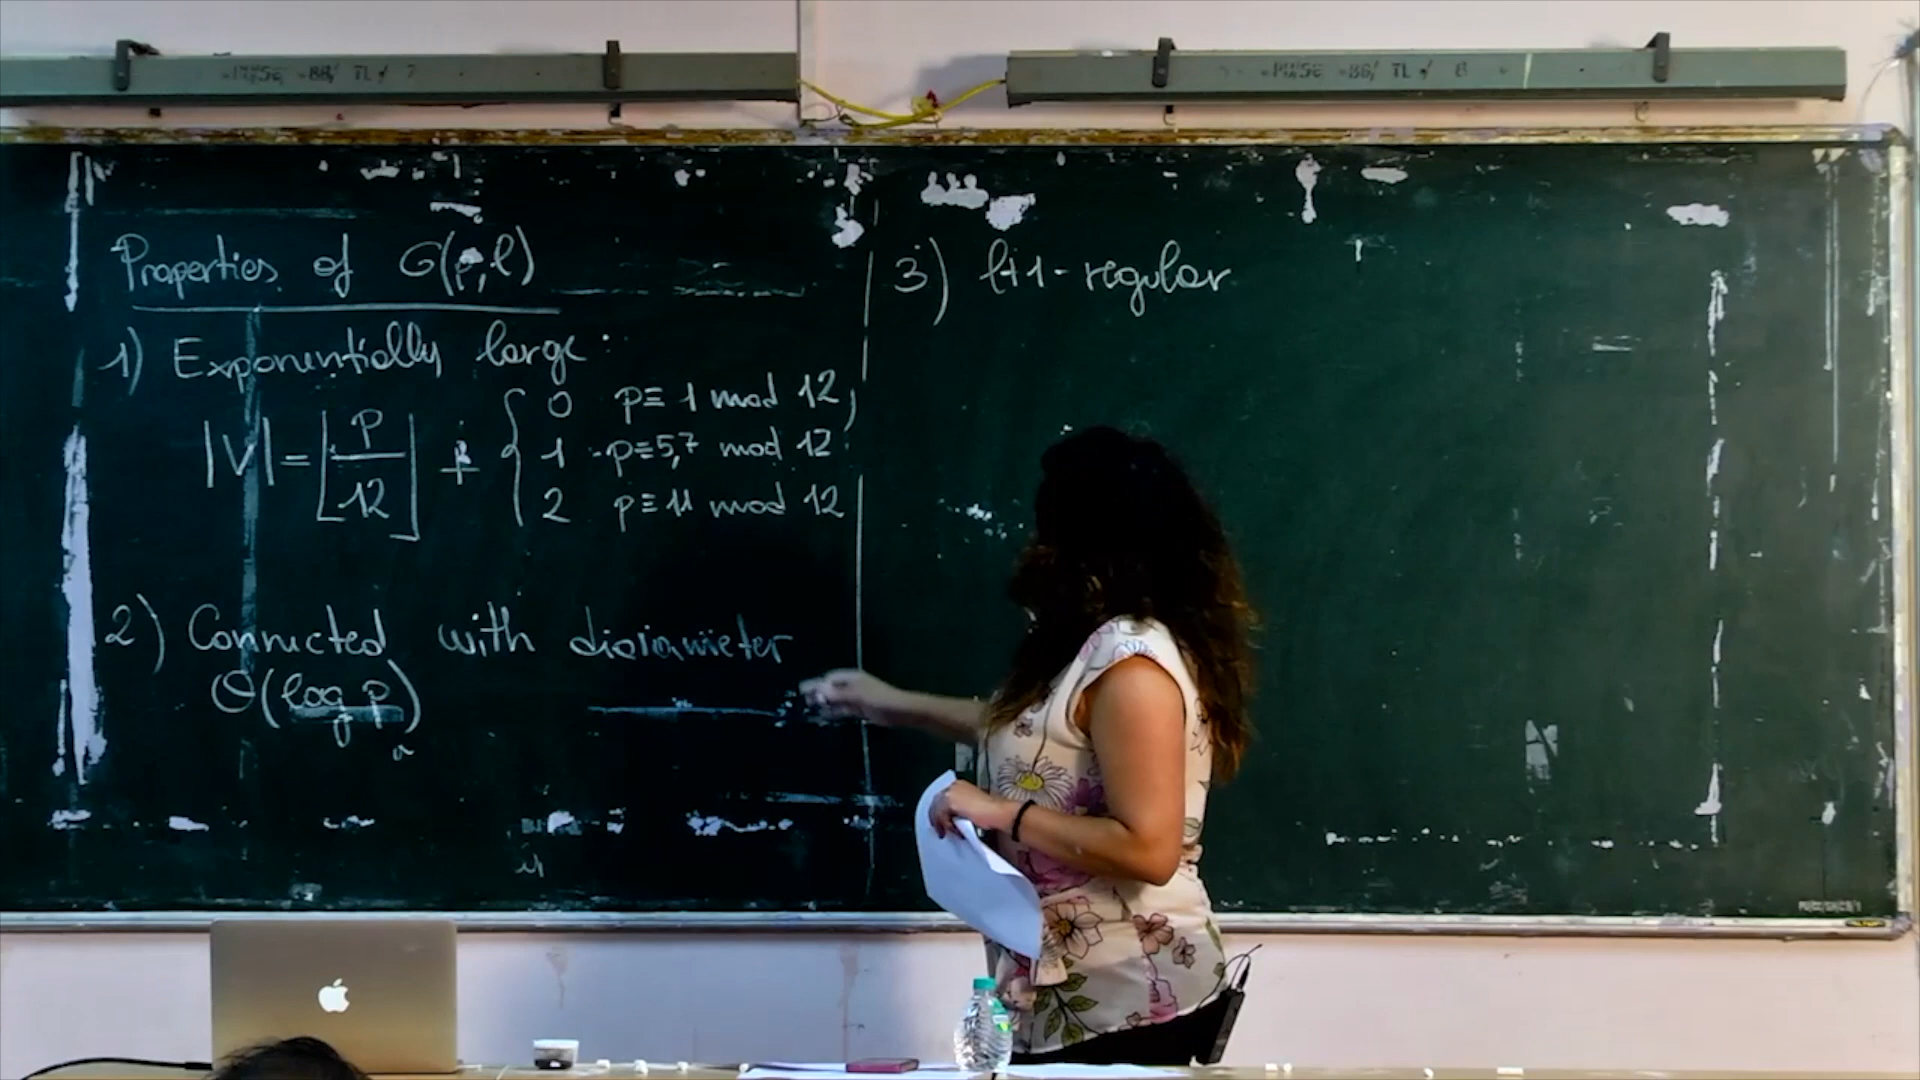 Properties of G(p,l)
1) Exponentially large:
|V| = ⌊p/12⌋ + { 0 p≡ 1 mod 12,
1 p≡5,7 mod 12
2 p≡ 11 mod 12
2) Connected with diaiameter
O(log p)
3) l+1-regular